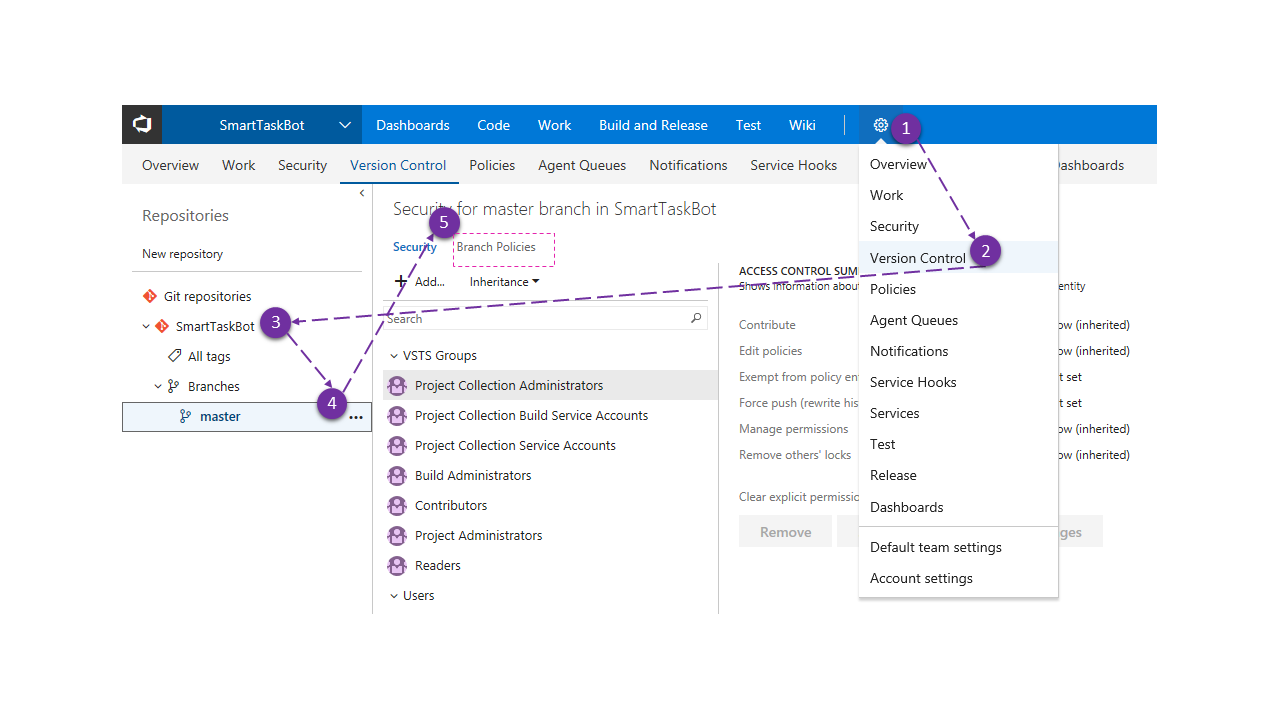 SmartTaskBot Dashboards Code Work Build and Release Test Wiki 1
Overview Work Security Version Control Policies Agent Queues Notifications Service Hooks Dashboards
Repositories
New repository
Git repositories
SmartTaskBot 3
All tags
Branches
master 4
Security for master branch in SmartTaskBot
5
Security Branch Policies
Add... Inheritance
Search
VSTS Groups
Project Collection Administrators
Project Collection Build Service Accounts
Project Collection Service Accounts
Build Administrators
Contributors
Project Administrators
Readers
Users
ACCESS CONTROL SUM
Shows information about entity
Contribute ow (inherited)
Edit policies ow (inherited)
Exempt from policy en t set
Force push (rewrite his t set
Manage permissions ow (inherited)
Remove others' locks ow (inherited)
Clear explicit permissio
Remove ges
Overview
Work
Security
Version Control 2
Policies
Agent Queues
Notifications
Service Hooks
Services
Test
Release
Dashboards
Default team settings
Account settings